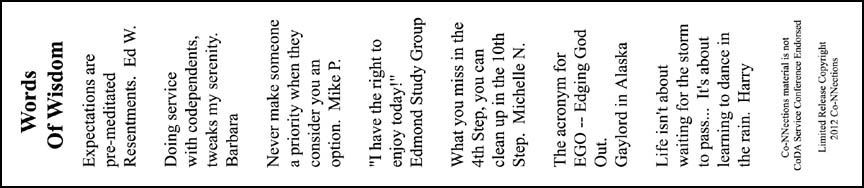 Words
Of Wisdom
Expectations are
pre-meditated
Resentments.  Ed W.
Doing service
with codependents,
tweaks my serenity.
Barbara
Never make someone
a priority when they
consider you an
option.  Mike P.
"I have the right to
enjoy today!"
Edmond Study Group
What you miss in the
4th Step, you can
clean up in the 10th
Step.  Michelle N.
The acronym for
EGO -- Edging God
Out.
Gaylord in Alaska
Life isn't about
waiting for the storm
to pass...  It's about
learning to dance in
the rain.  Harry
Co-NNections material is not
CoDA Service Conference Endorsed
Limited Release Copyright
2012 Co-NNections